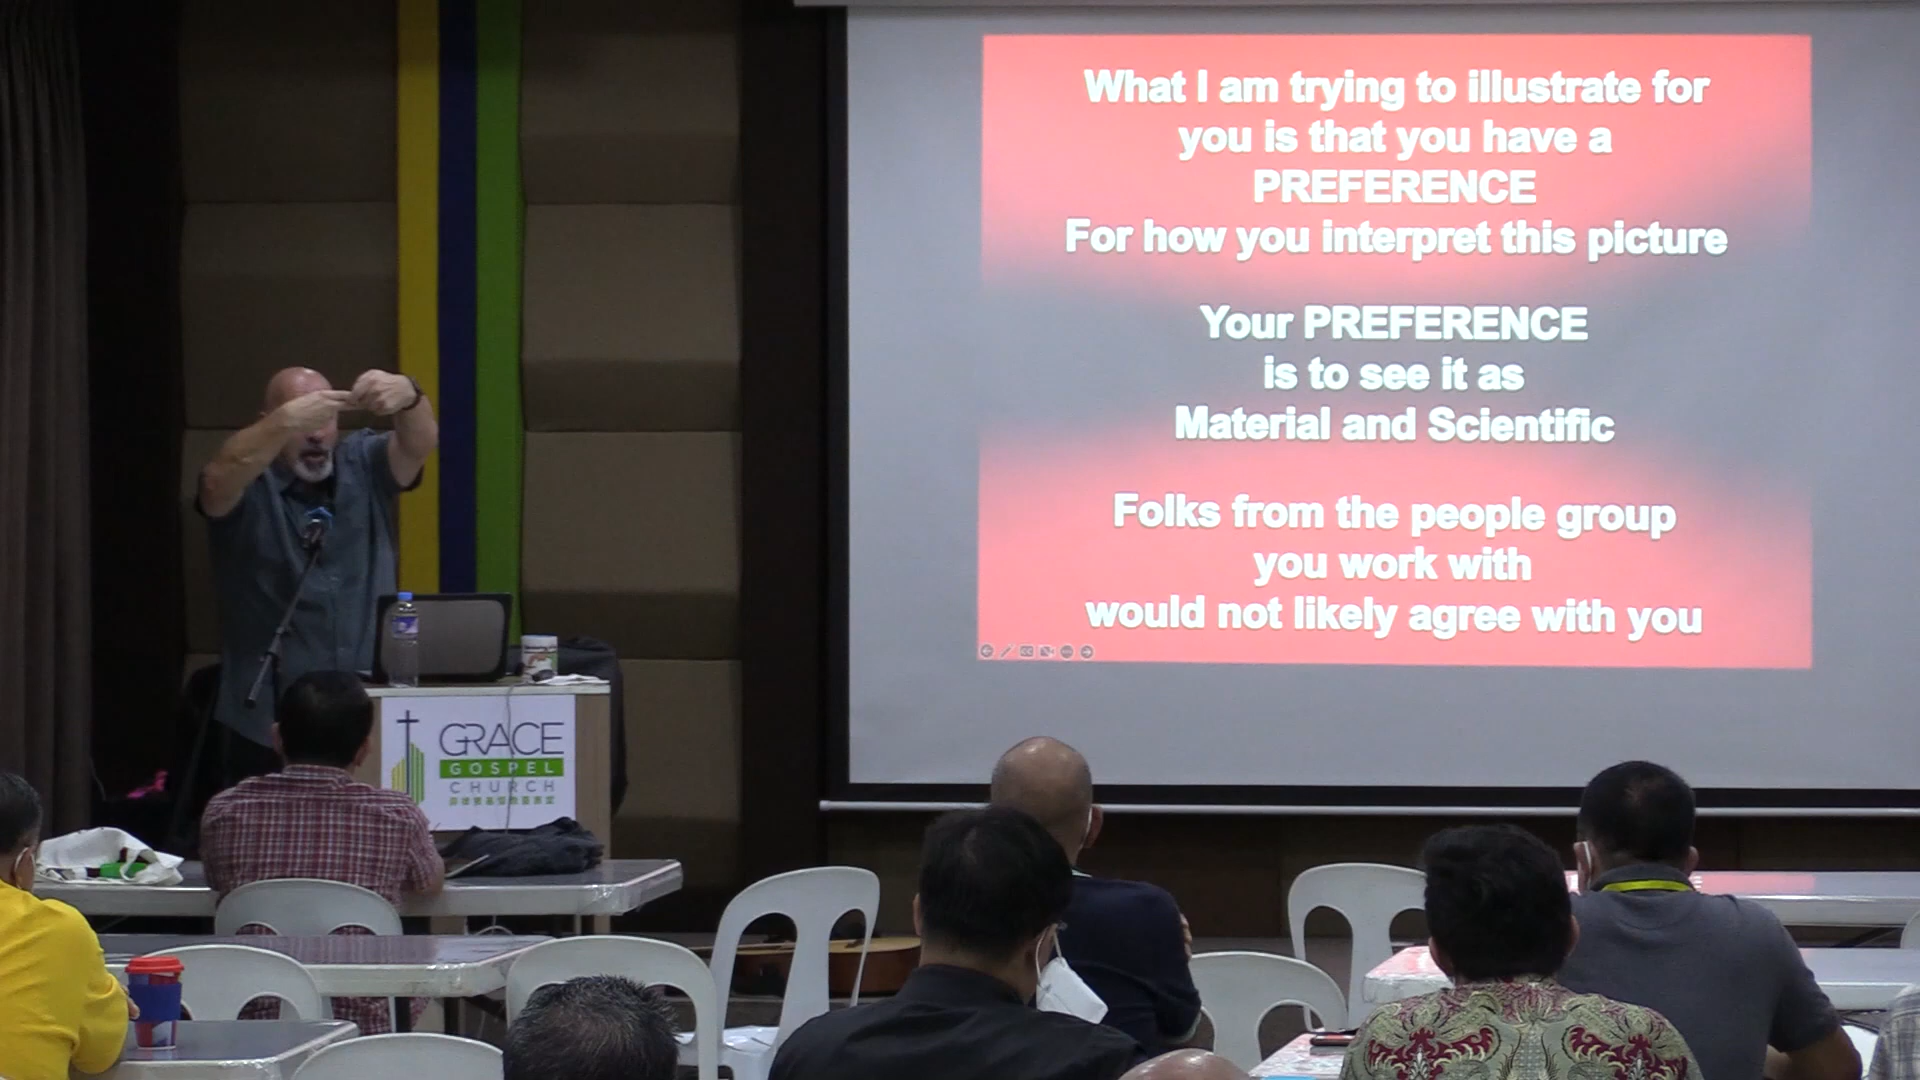 What I am trying to illustrate for
you is that you have a
PREFERENCE
For how you interpret this picture
Your PREFERENCE
is to see it as
Material and Scientific
Folks from the people group
you work with
would not likely agree with you
GRACE
GOSPEL
CHURCH